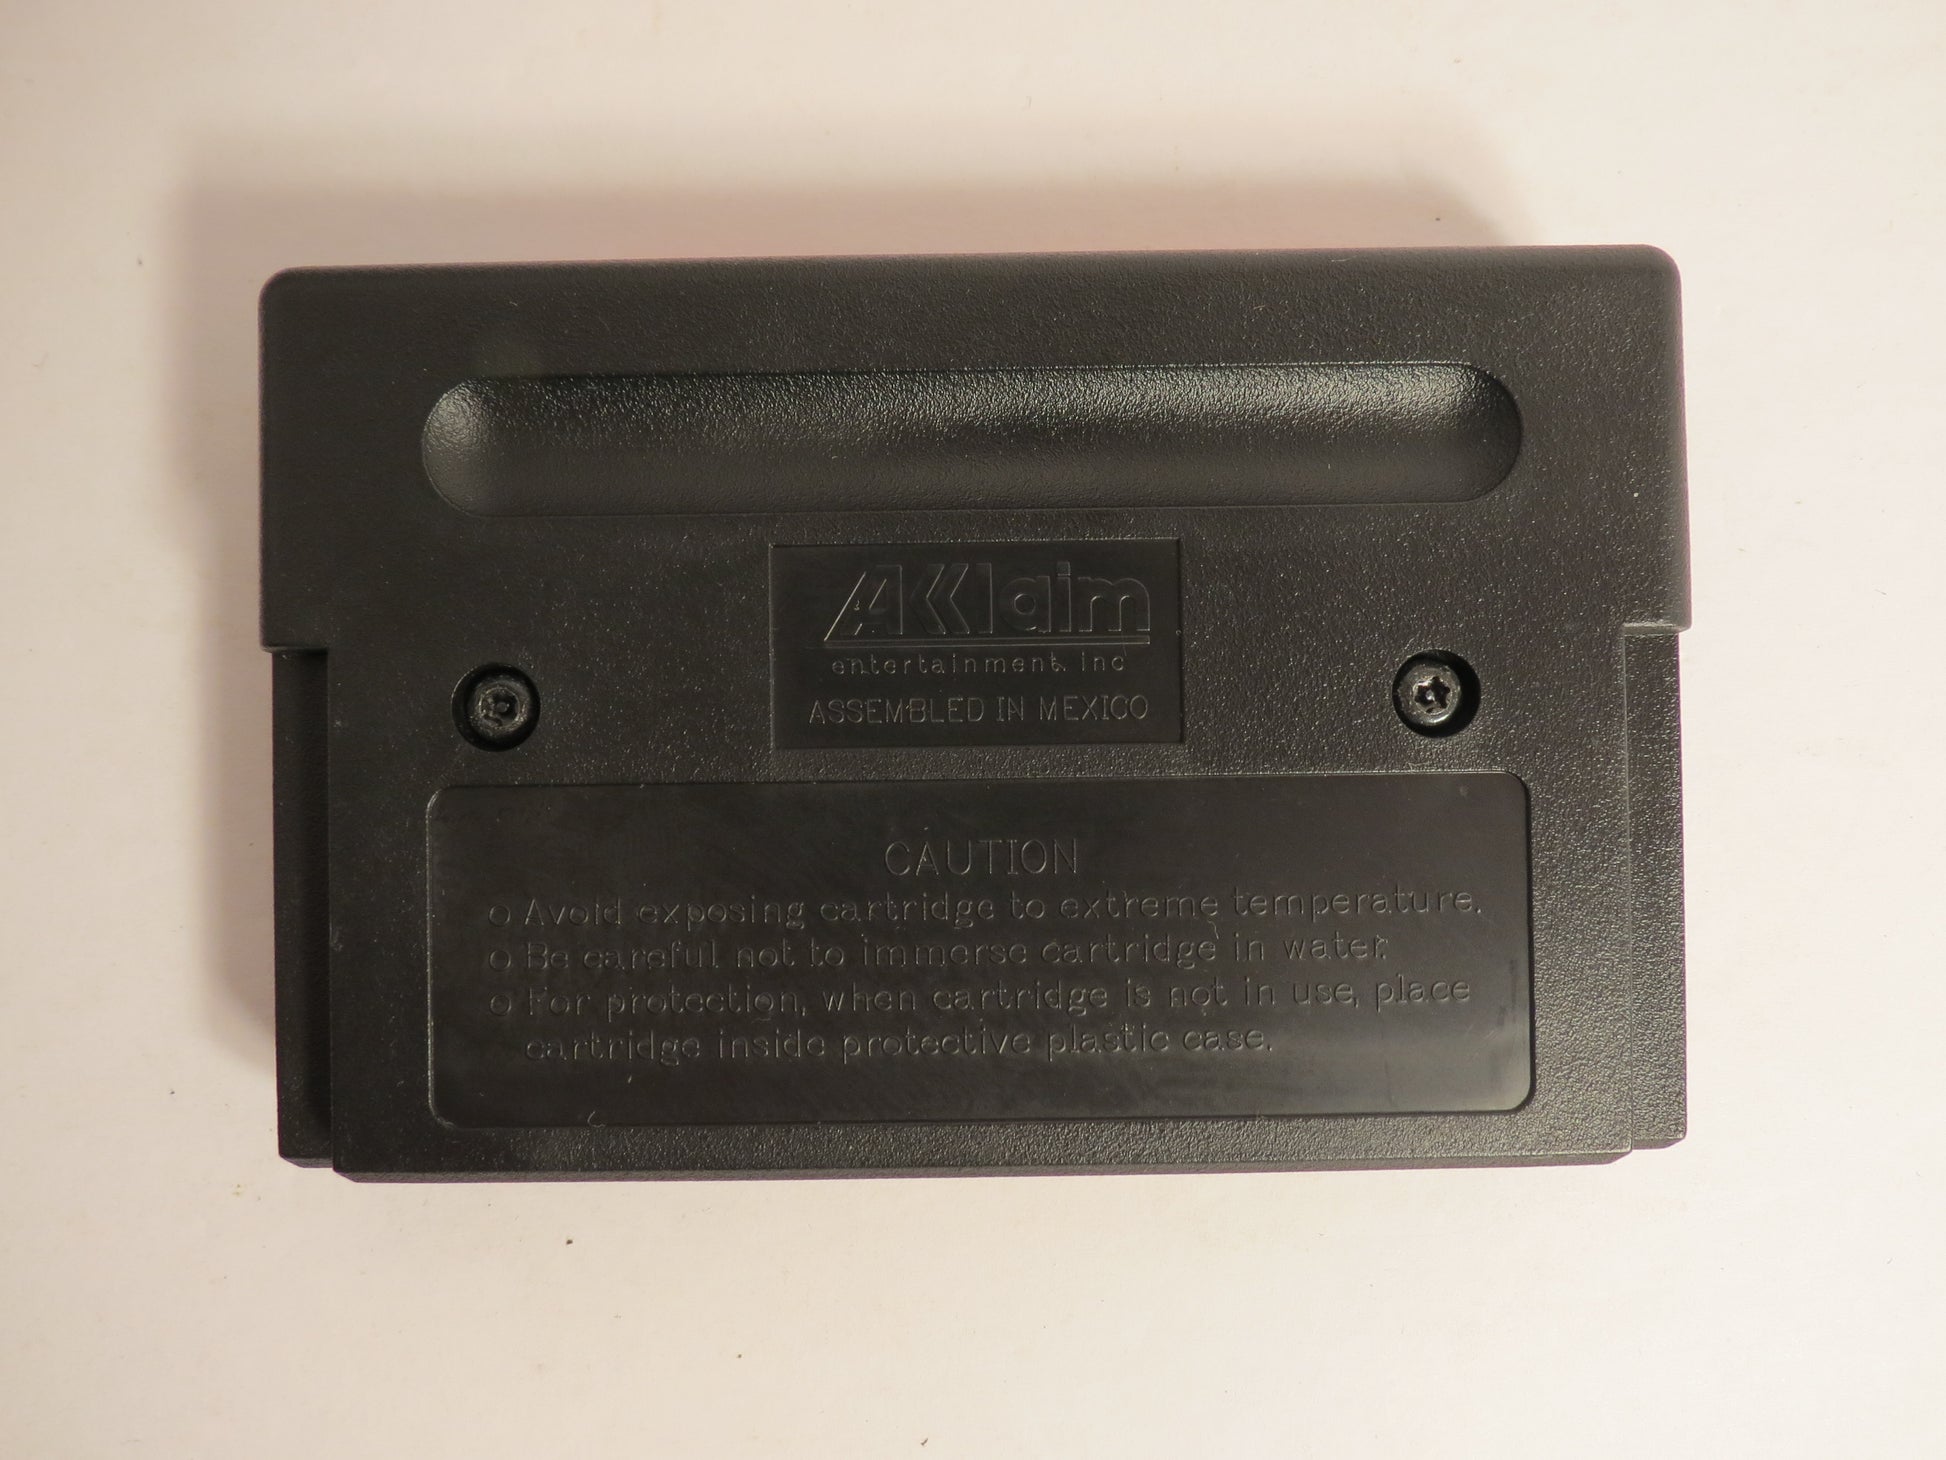 AKKlaim
entertainment, inc
ASSEMBLED IN MEXICO
CAUTION
o Avoid exposing cartridge to extreme temperature.
o Be careful not to immerse cartridge in water.
o For protection, when cartridge is not in use, place
cartridge inside protective plastic case.